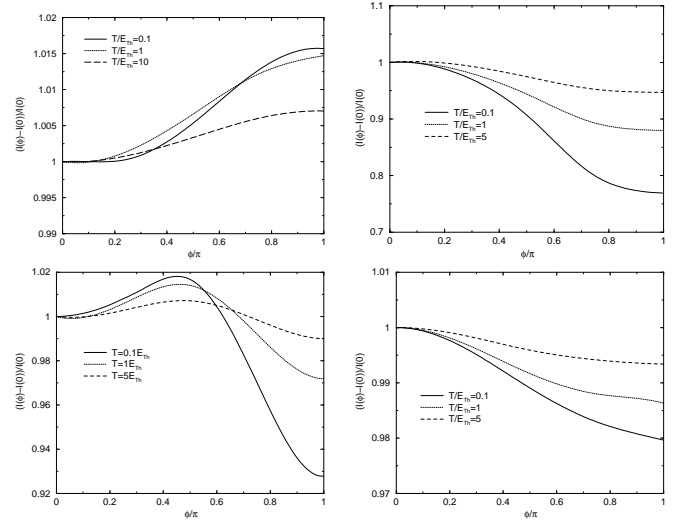 1.02
1.015
1.01
1.005
1
0.995
0.99
(I(ϕ)−I(0))/I(0)
T/E_Th=0.1
T/E_Th=1
T/E_Th=10
0 0.2 0.4 0.6 0.8 1
ϕ/π
1.1
1
0.9
0.8
0.7
(I(ϕ)−I(0))/I(0)
T/E_Th=0.1
T/E_Th=1
T/E_Th=5
0 0.2 0.4 0.6 0.8 1
ϕ/π
1.02
1
0.98
0.96
0.94
0.92
(I(ϕ)−I(0))/I(0)
T=0.1E_Th
T=1E_Th
T=5E_Th
0 0.2 0.4 0.6 0.8 1
ϕ/π
1.01
1
0.99
0.98
0.97
(I(ϕ)−I(0))/I(0)
T/E_Th=0.1
T/E_Th=1
T/E_Th=5
0 0.2 0.4 0.6 0.8 1
ϕ/π